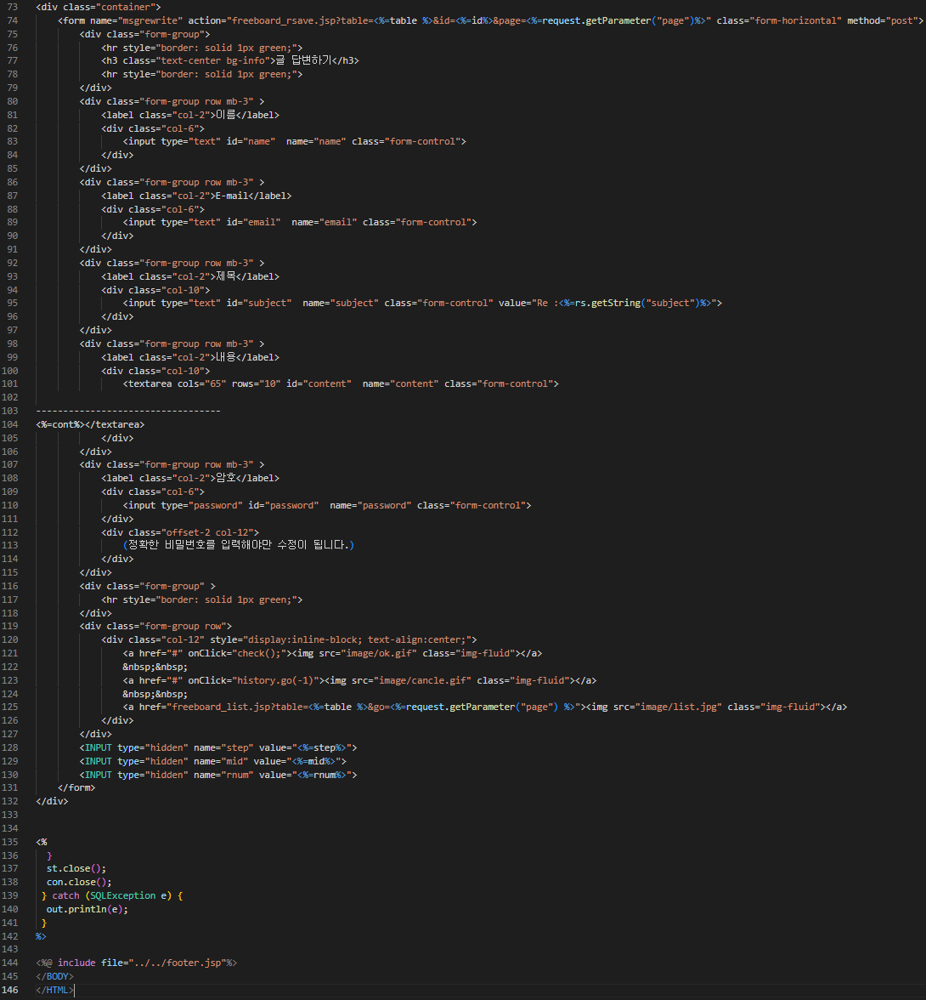 73 <div class="container">
74     <form name="msgrewrite" action="freeboard_rsave.jsp?table=<%=table %>&id=<%=id%>&page=<%=request.getParameter("page")%>" class="form-horizontal" method="post">
75         <div class="form-group">
76             <hr style="border: solid 1px green;">
77             <h3 class="text-center bg-info">글 답변하기</h3>
78             <hr style="border: solid 1px green;">
79         </div>
80         <div class="form-group row mb-3" >
81             <label class="col-2">이름</label>
82             <div class="col-6">
83                 <input type="text" id="name"  name="name" class="form-control">
84             </div>
85         </div>
86         <div class="form-group row mb-3" >
87             <label class="col-2">E-mail</label>
88             <div class="col-6">
89                 <input type="text" id="email"  name="email" class="form-control">
90             </div>
91         </div>
92         <div class="form-group row mb-3" >
93             <label class="col-2">제목</label>
94             <div class="col-10">
95                 <input type="text" id="subject"  name="subject" class="form-control" value="Re :<%=rs.getString("subject")%>">
96             </div>
97         </div>
98         <div class="form-group row mb-3" >
99             <label class="col-2">내용</label>
100             <div class="col-10">
101                 <textarea cols="65" rows="10" id="content"  name="content" class="form-control">
102
103 ----------------------------------
104 <%=cont%></textarea>
105             </div>
106         </div>
107         <div class="form-group row mb-3" >
108             <label class="col-2">암호</label>
109             <div class="col-6">
110                 <input type="password" id="password"  name="password" class="form-control">
111             </div>
112             <div class="offset-2 col-12">
113                 (정확한 비밀번호를 입력해야만 수정이 됩니다.)
114             </div>
115         </div>
116         <div class="form-group" >
117             <hr style="border: solid 1px green;">
118         </div>
119         <div class="form-group row">
120             <div class="col-12" style="display:inline-block; text-align:center;">
121                 <a href="#" onClick="check();"><img src="image/ok.gif" class="img-fluid"></a>
122                 &nbsp;&nbsp;
123                 <a href="#" onClick="history.go(-1)"><img src="image/cancle.gif" class="img-fluid"></a>
124                 &nbsp;&nbsp;
125                 <a href="freeboard_list.jsp?table=<%=table %>&go=<%=request.getParameter("page") %>"><img src="image/list.jpg" class="img-fluid"></a>
126             </div>
127         </div>
128         <INPUT type="hidden" name="step" value="<%=step%>">
129         <INPUT type="hidden" name="mid" value="<%=mid%>">
130         <INPUT type="hidden" name="rnum" value="<%=rnum%>">
131     </form>
132 </div>
133
134
135 <%
136   }
137   st.close();
138   con.close();
139  } catch (SQLException e) {
140   out.println(e);
141  }
142 %>
143
144 <%@ include file="../../footer.jsp"%>
145 </BODY>
146 </HTML>